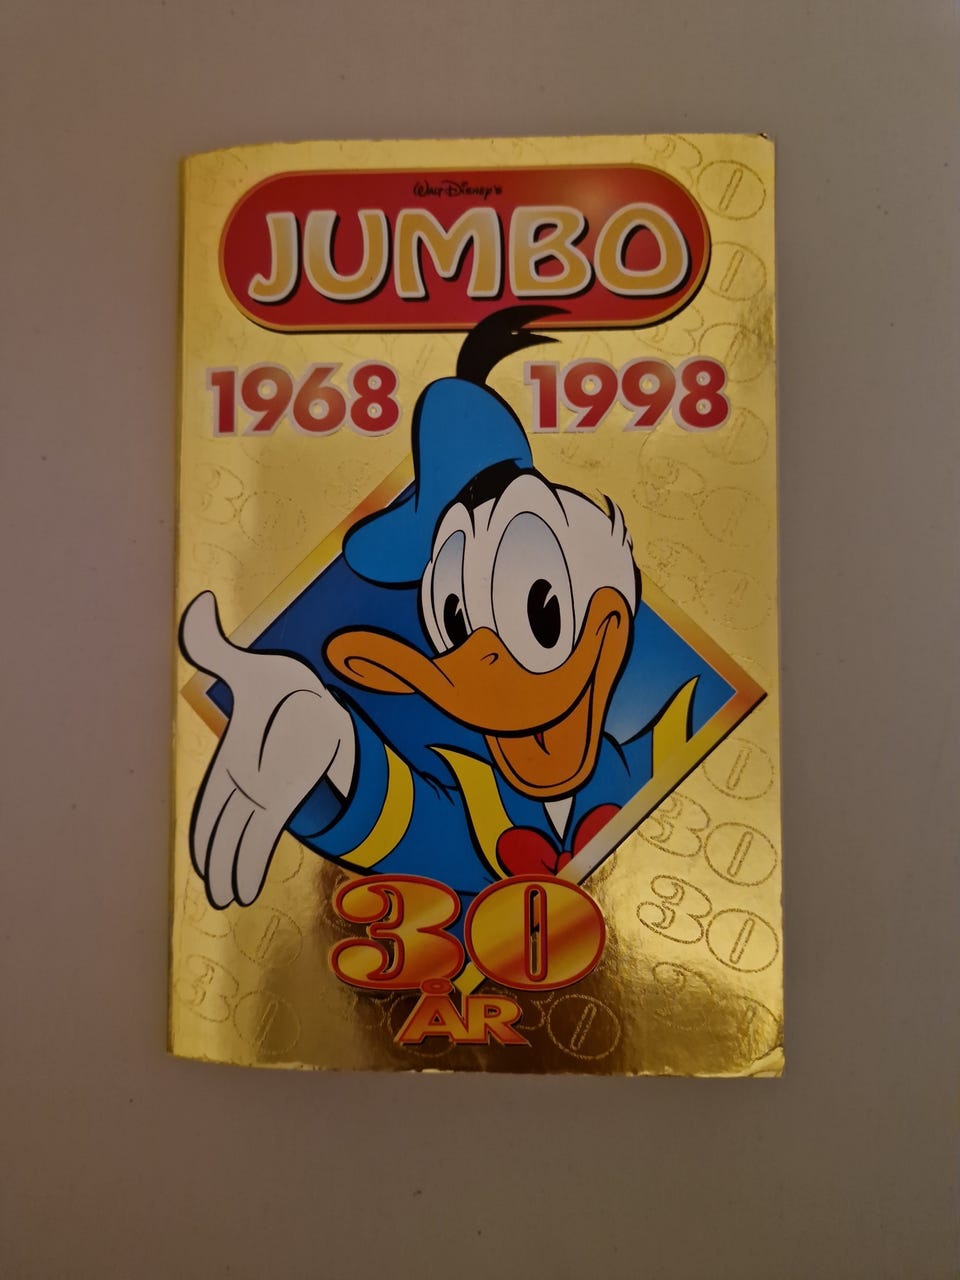 WALT DISNEY'S
JUMBO
1968 1998
30
ÅR